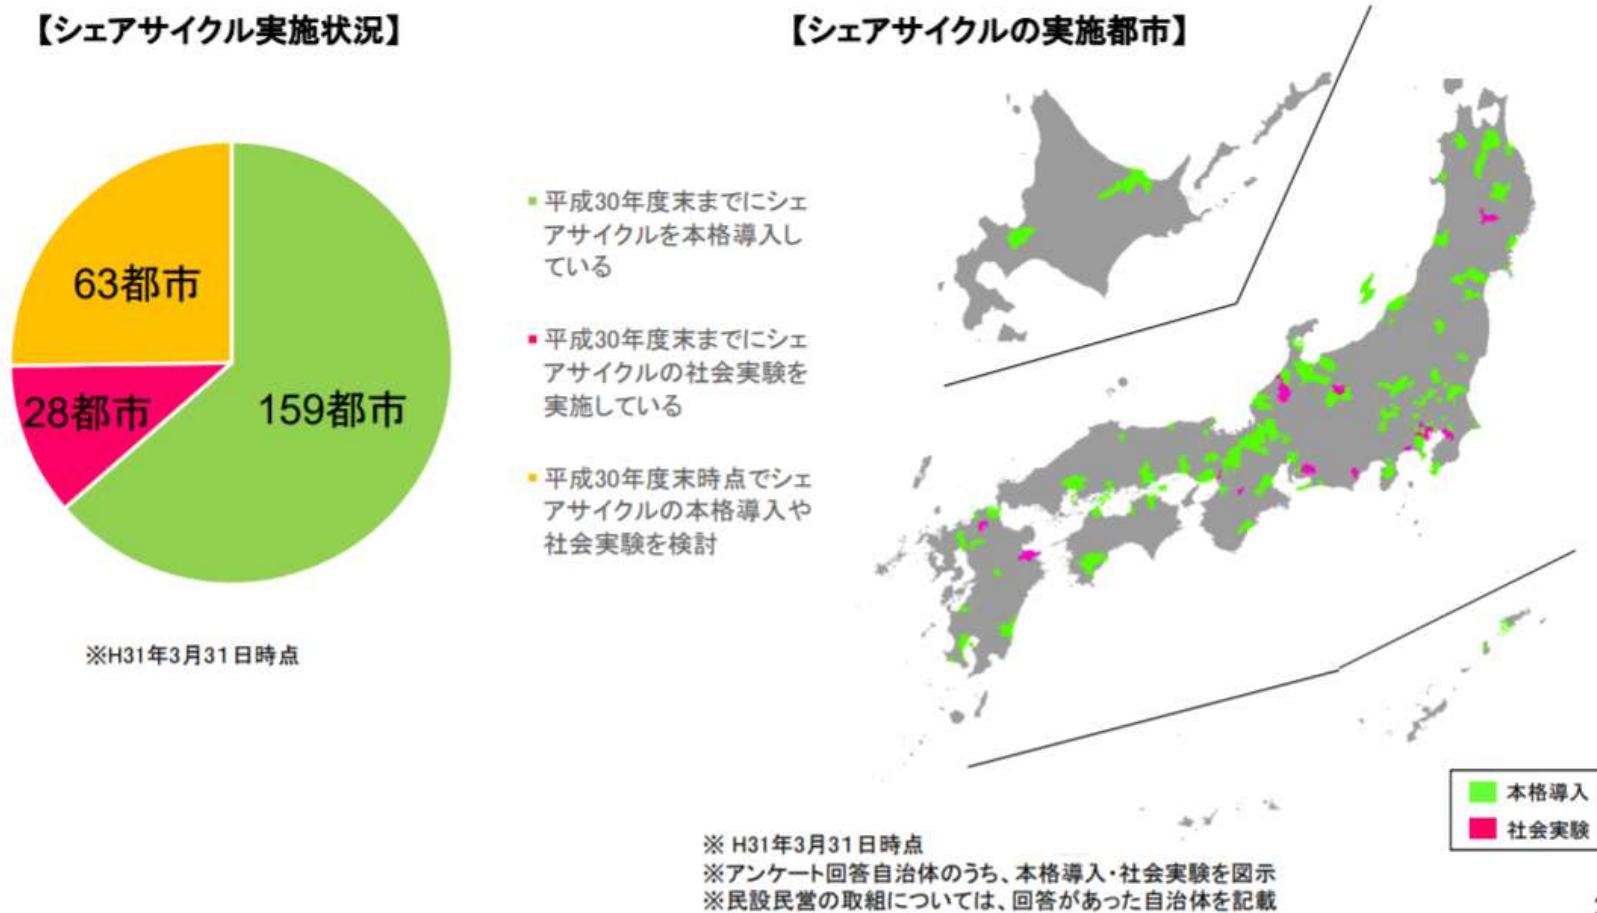 【シェアサイクル実施状況】
63都市
28都市
159都市
平成30年度末までにシェ
アサイクルを本格導入し
ている
平成30年度末までにシェ
アサイクルの社会実験を
実施している
平成30年度末時点でシェ
アサイクルの本格導入や
社会実験を検討
※H31年3月31日時点
【シェアサイクルの実施都市】
本格導入
社会実験
※ H31年3月31日時点
※アンケート回答自治体のうち、本格導入・社会実験を図示
※民設民営の取組については、回答があった自治体を記載